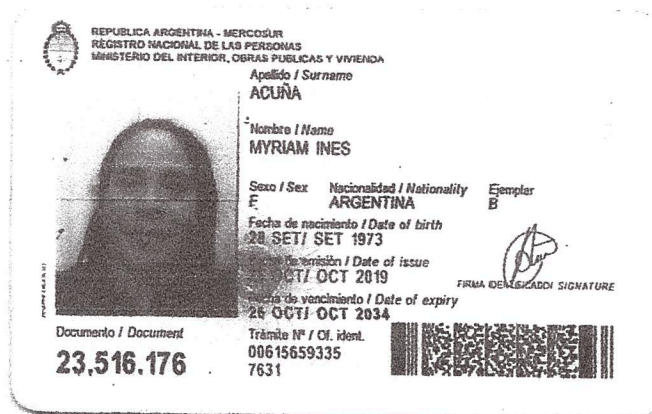 REPUBLICA ARGENTINA - MERCOSUR
REGISTRO NACIONAL DE LAS PERSONAS
MINISTERIO DEL INTERIOR, OBRAS PUBLICAS Y VIVIENDA
Apellido / Surname
ACUÑA
Nombre / Name
MYRIAM INES
Sexo / Sex Nacionalidad / Nationality Ejemplar
F ARGENTINA B
Fecha de nacimiento / Date of birth
28 SET/ SET 1973
de emisión / Date of issue
OCT/ OCT 2019
FIRMA IDENTIFICADO/ SIGNATURE
Fecha de vencimiento / Date of expiry
26 OCT/ OCT 2034
Documento / Document
23.516.176
Trámite Nº / Of. ident.
00615659335
7631